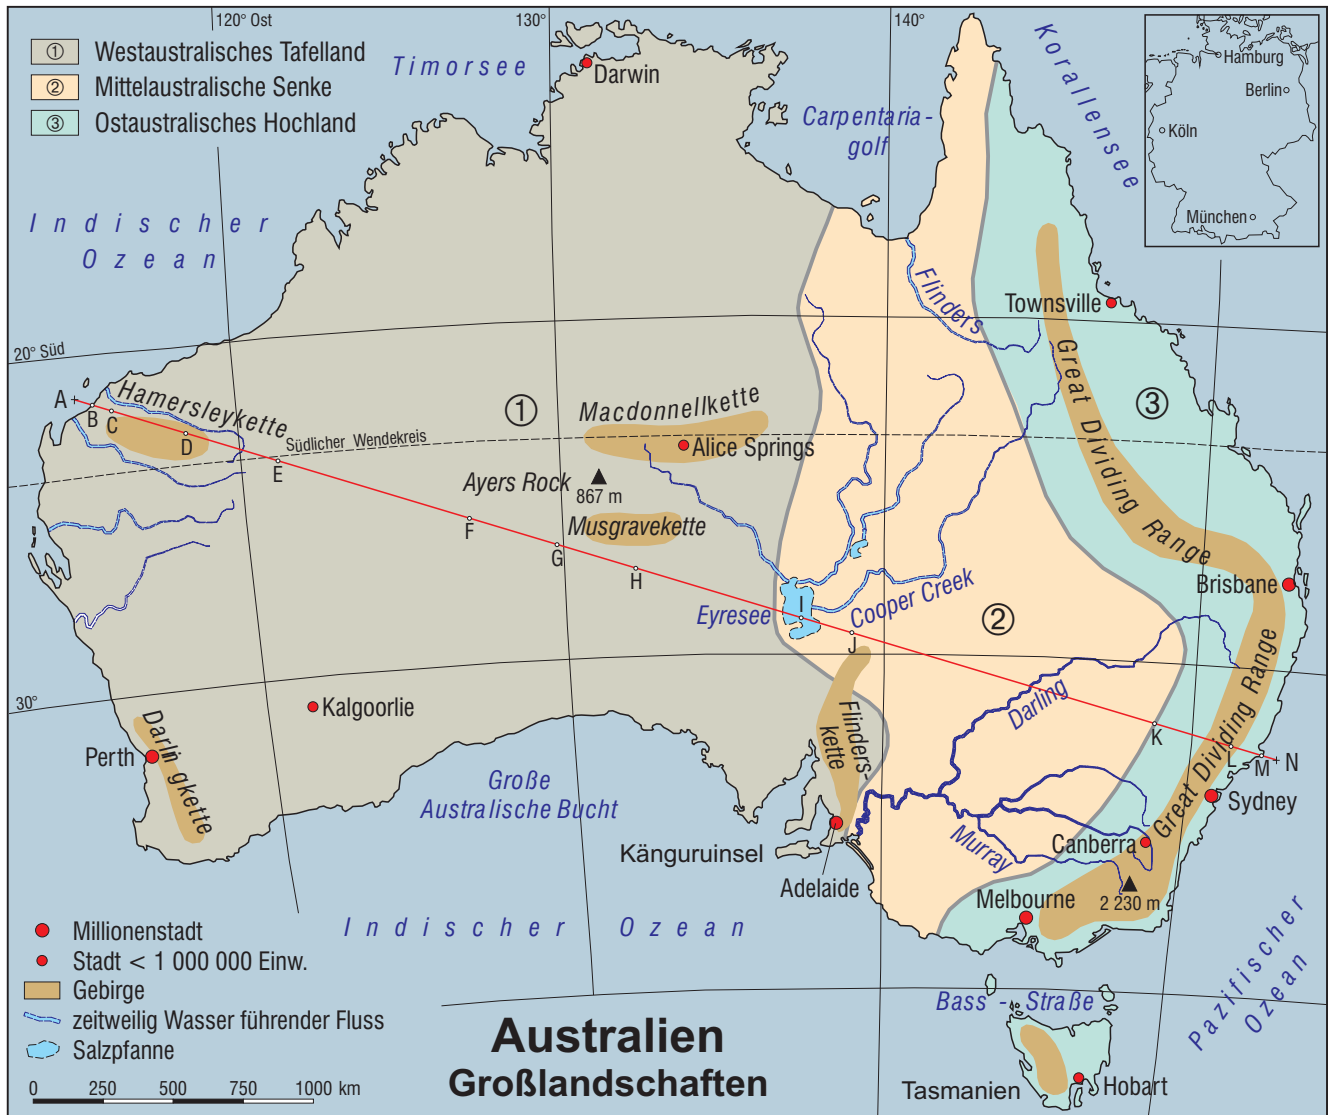 120° Ost
130°
140°
① Westaustralisches Tafelland
② Mittelaustralische Senke
③ Ostaustralisches Hochland
Timorsee
Darwin
Carpentaria-
golf
Korallensee
Hamburg
Berlin
Köln
München
Indischer
Ozean
Flinders
Townsville
20° Süd
Great Dividing Range
A
B
C
D
Hamersleykette
①
Macdonnellkette
③
Südlicher Wendekreis
Alice Springs
E
Ayers Rock
867 m
F
Musgravekette
G
H
Brisbane
Eyresee
I
Cooper Creek
②
J
30°
Kalgoorlie
Darling
Great Dividing Range
K
L
M
N
Perth
Darlingkette
Flinders-
kette
Große
Australische Bucht
Sydney
Murray
Canberra
Känguruinsel
Adelaide
Melbourne
2 230 m
Indischer Ozean
Pazifischer
Ozean
Millionenstadt
Stadt < 1 000 000 Einw.
Gebirge
zeitweilig Wasser führender Fluss
Salzpfanne
0 250 500 750 1000 km
Bass - Straße
Australien
Großlandschaften
Tasmanien
Hobart